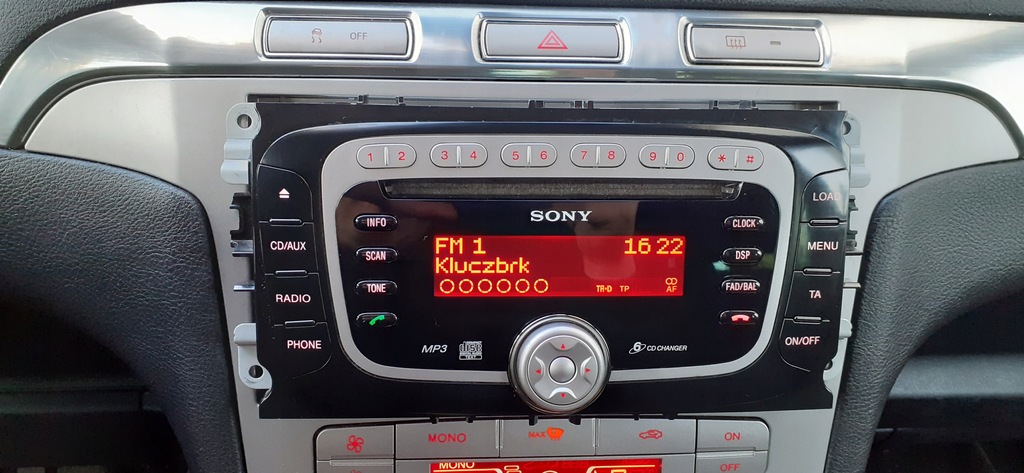 OFF
1 2 3 4 5 6 7 8 9 0 * #
SONY
INFO CLOCK
LOAD
CD/AUX SCAN DSP MENU
FM 1 16 22
Kluczbrk
TR-D TP AF
RADIO TONE FAD/BAL TA
PHONE MP3 6 CD CHANGER ON/OFF
MONO MAX ON
MONO OFF